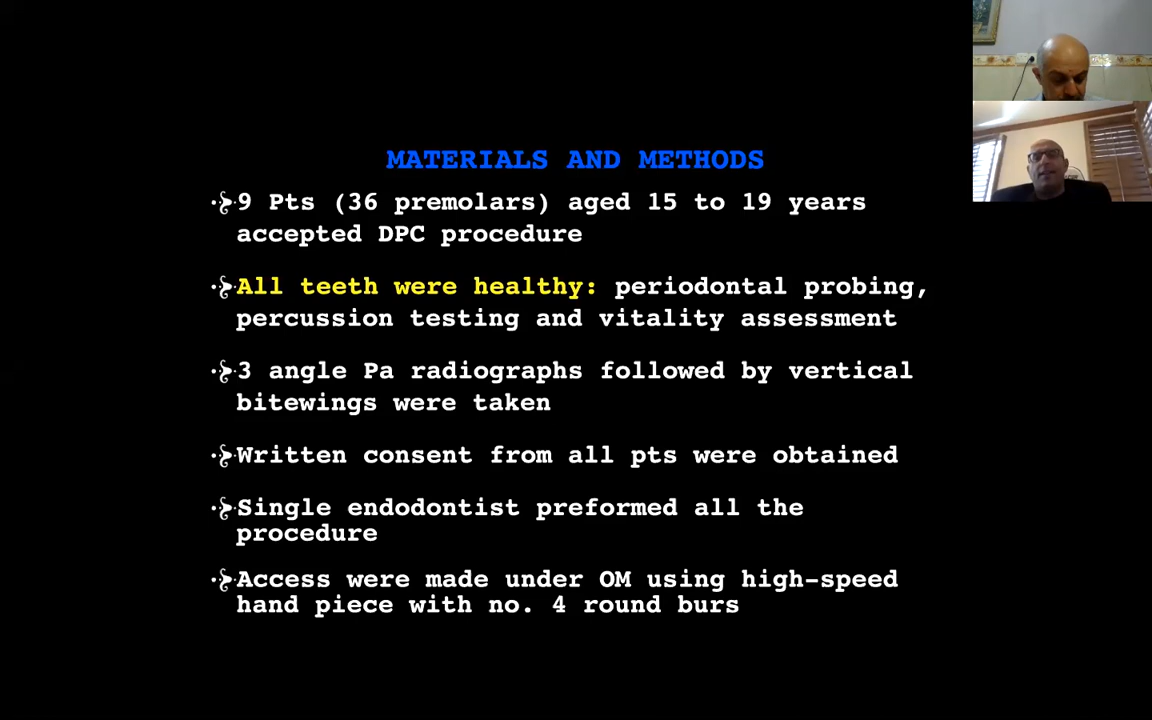 MATERIALS AND METHODS
9 Pts (36 premolars) aged 15 to 19 years
accepted DPC procedure
All teeth were healthy: periodontal probing,
percussion testing and vitality assessment
3 angle Pa radiographs followed by vertical
bitewings were taken
Written consent from all pts were obtained
Single endodontist preformed all the
procedure
Access were made under OM using high-speed
hand piece with no. 4 round burs